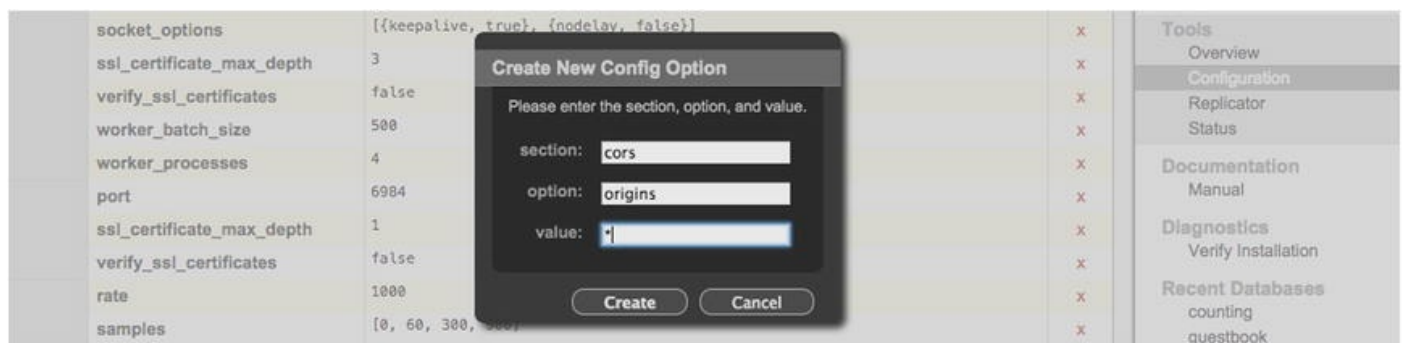 socket_options [{keepalive, true}, {nodelay, false}] x
ssl_certificate_max_depth 3 x
verify_ssl_certificates false x
worker_batch_size 500 x
worker_processes 4 x
port 6984 x
ssl_certificate_max_depth 1 x
verify_ssl_certificates false x
rate 1000 x
samples [0, 60, 300, x
Create New Config Option
Please enter the section, option, and value.
section: cors
option: origins
value: *
Create Cancel
Tools
Overview
Configuration
Replicator
Status
Documentation
Manual
Diagnostics
Verify Installation
Recent Databases
counting
guestbook